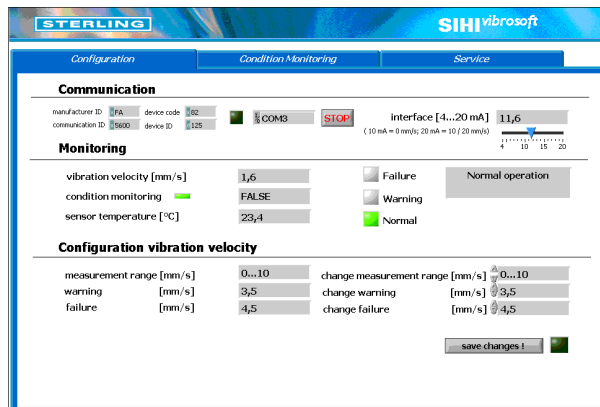 STERLING
SIHI vibrosoft
Configuration Condition Monitoring Service
Communication
manufacturer ID FA device code 82
communication ID 5600 device ID 125
COM3 STOP
interface [4...20 mA] 11,6
( 10 mA = 0 mm/s; 20 mA = 10 / 20 mm/s)
4 10 15 20
Monitoring
vibration velocity [mm/s] 1,6 Failure Normal operation
condition monitoring FALSE Warning
sensor temperature [°C] 23,4 Normal
Configuration vibration velocity
measurement range [mm/s] 0...10 change measurement range [mm/s] 0...10
warning [mm/s] 3,5 change warning [mm/s] 3,5
failure [mm/s] 4,5 change failure [mm/s] 4,5
save changes !